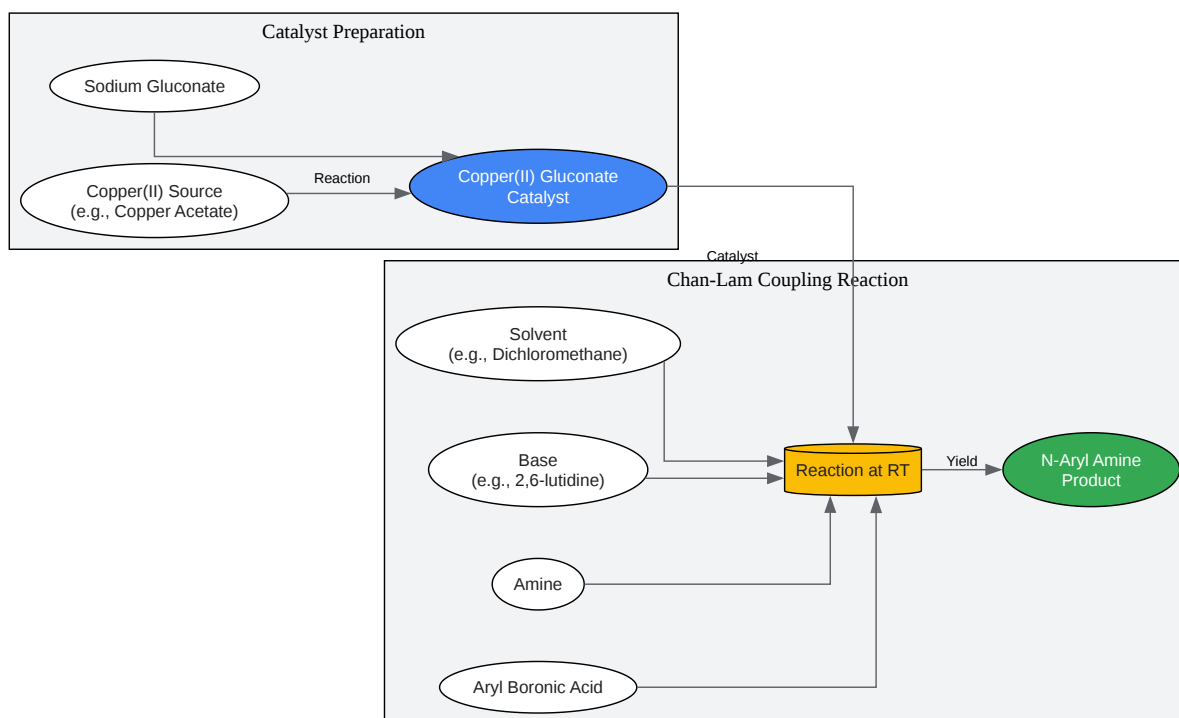 Catalyst Preparation
Sodium Gluconate
Copper(II) Source
(e.g., Copper Acetate)
Reaction
Copper(II) Gluconate
Catalyst
Catalyst
Chan-Lam Coupling Reaction
Solvent
(e.g., Dichloromethane)
Base
(e.g., 2,6-lutidine)
Reaction at RT
Yield
N-Aryl Amine
Product
Amine
Aryl Boronic Acid